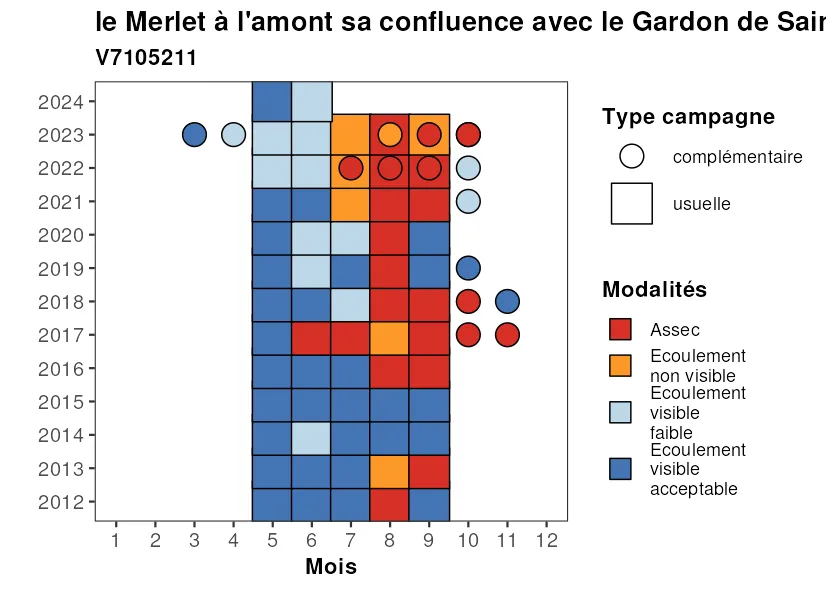 le Merlet à l'amont sa confluence avec le Gardon de Sain
V7105211
2024
2023
2022
2021
2020
2019
2018
2017
2016
2015
2014
2013
2012
1 2 3 4 5 6 7 8 9 10 11 12
Mois
Type campagne
complémentaire
usuelle
Modalités
Assec
Ecoulement
non visible
Ecoulement
visible
faible
Ecoulement
visible
acceptable